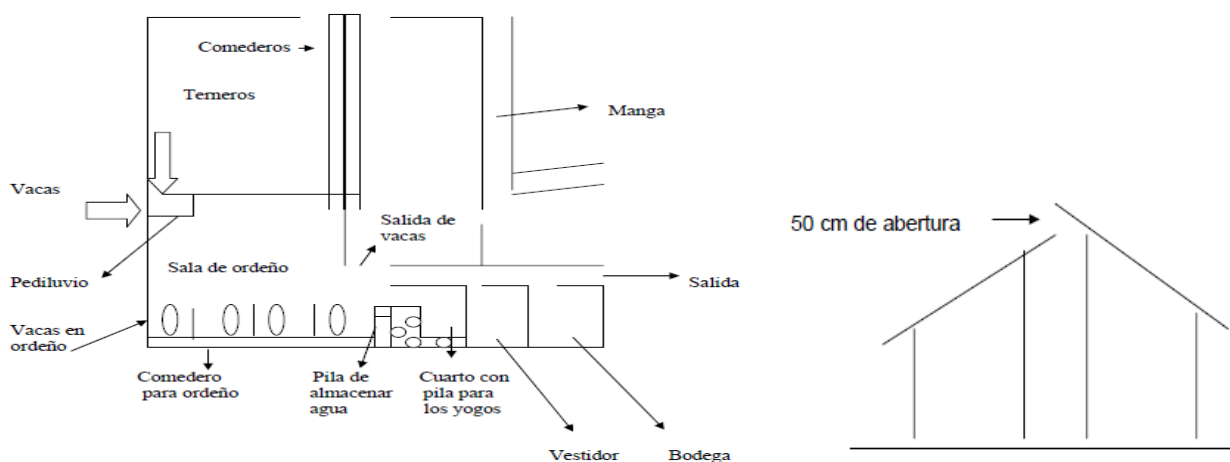 Comederos
Terneros
Manga
Vacas
Salida de
vacas
50 cm de abertura
Pediluvio
Sala de ordeño
Salida
Vacas en
ordeño
Comedero
para ordeño
Pila de
almacenar
agua
Cuarto con
pila para
los yogos
Vestidor
Bodega